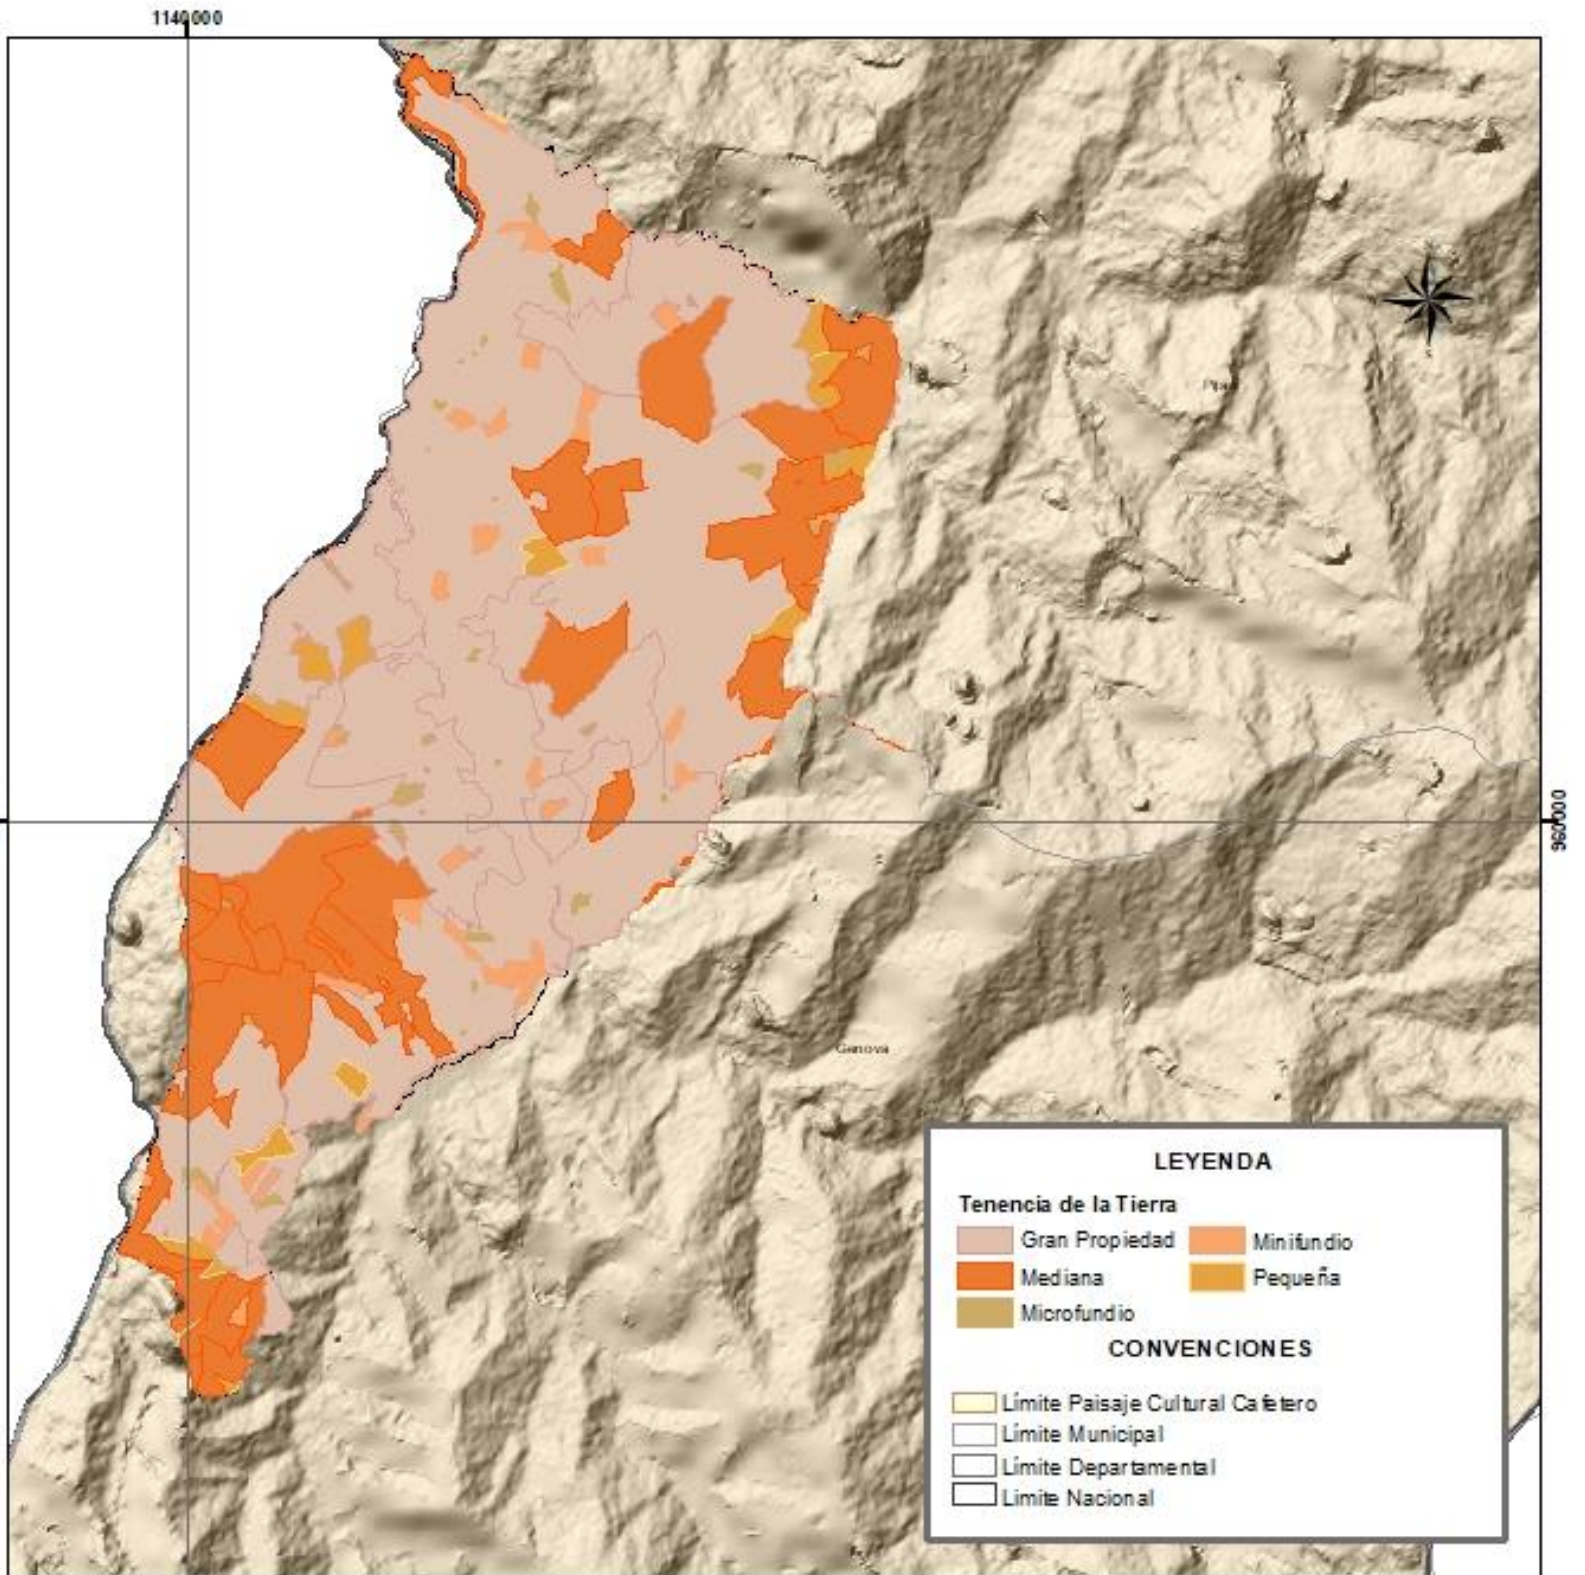 1140000
S
Genova
960000
LEYENDA
Tenencia de la Tierra
Gran Propiedad Minifundio
Mediana Pequeña
Microfundio
CONVENCIONES
Límite Paisaje Cultural Cafetero
Límite Municipal
Límite Departamental
Limite Nacional